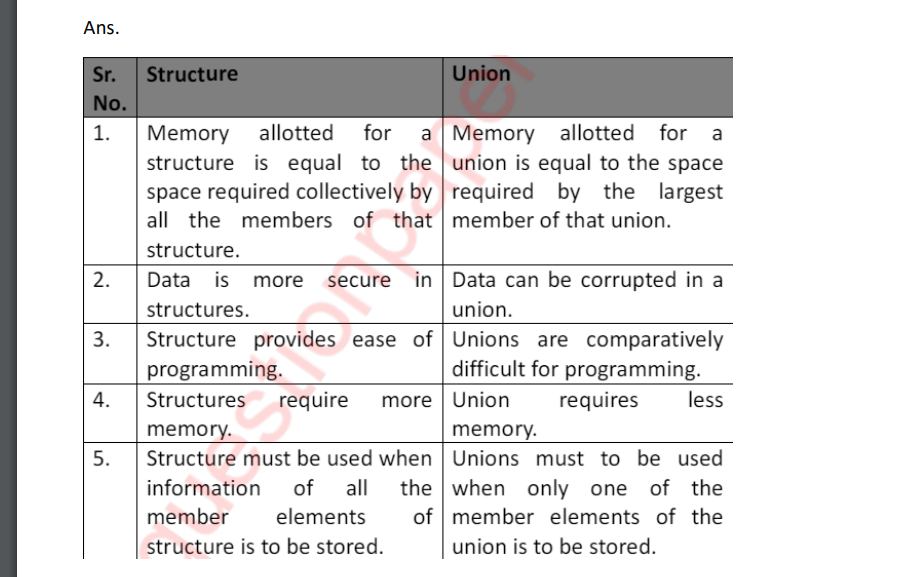 Ans.
Sr. Structure Union
No.
1. Memory allotted for a Memory allotted for a
structure is equal to the union is equal to the space
space required collectively by required by the largest
all the members of that member of that union.
structure.
2. Data is more secure in Data can be corrupted in a
structures. union.
3. Structure provides ease of Unions are comparatively
programming. difficult for programming.
4. Structures require more Union requires less
memory. memory.
5. Structure must be used when Unions must to be used
information of all the when only one of the
member elements of member elements of the
structure is to be stored. union is to be stored.
questionpaper